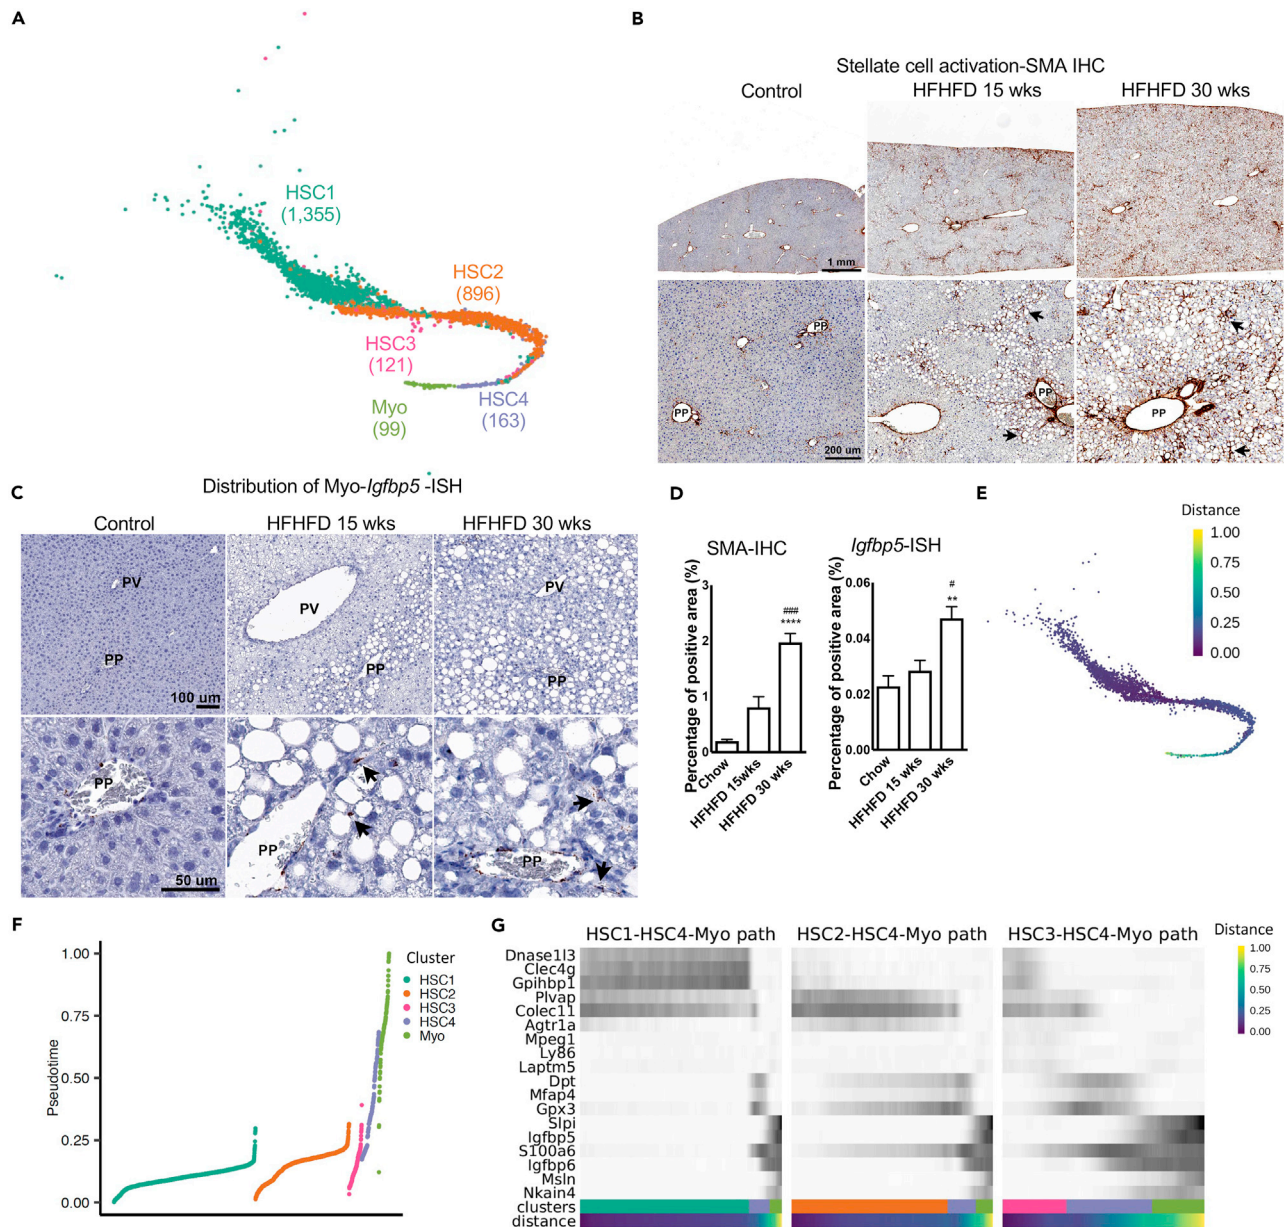 A
HSC1
(1,355)
HSC2
(896)
HSC3
(121)
HSC4
(163)
Myo
(99)
B
Stellate cell activation-SMA IHC
Control
HFHFD 15 wks
HFHFD 30 wks
1 mm
PP
PP
200 um
PP
PP
C
Distribution of Myo-Igfbp5 -ISH
Control
HFHFD 15 wks
HFHFD 30 wks
PV
PP
100 um
PV
PP
PV
PP
PP
50 um
PP
PP
D
SMA-IHC
Percentage of positive area (%)
3
2
1
0
###
****
Chow
HFHFD 15wks
HFHFD 30 wks
Igfbp5-ISH
Percentage of positive area (%)
0.06
0.04
0.02
0.00
#
**
Chow
HFHFD 15 wks
HFHFD 30 wks
E
Distance
1.00
0.75
0.50
0.25
0.00
F
Pseudotime
1.00
0.75
0.50
0.25
0.00
Cluster
HSC1
HSC2
HSC3
HSC4
Myo
G
HSC1-HSC4-Myo path
HSC2-HSC4-Myo path
HSC3-HSC4-Myo path
Dnase1l3
Clec4g
Gpihbp1
Plvap
Colec11
Agtr1a
Mpeg1
Ly86
Laptm5
Dpt
Mfap4
Gpx3
Slpi
Igfbp5
S100a6
Igfbp6
Msln
Nkain4
clusters
distance
Distance
1.00
0.75
0.50
0.25
0.00